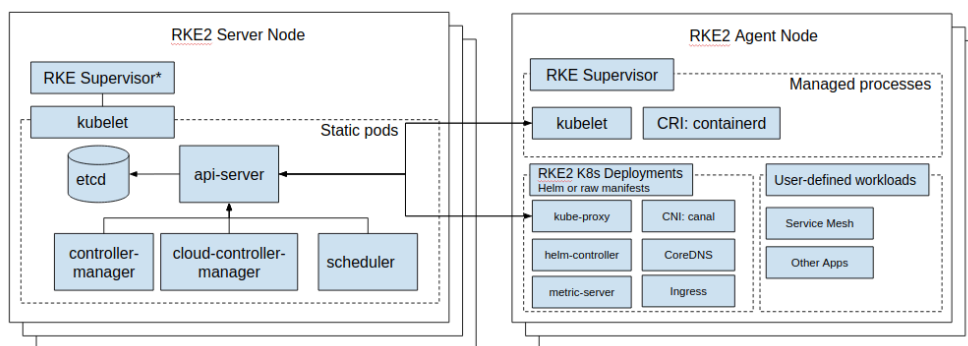 RKE2 Server Node
RKE Supervisor*
kubelet
Static pods
etcd
api-server
controller-
manager
cloud-controller-
manager
scheduler
RKE2 Agent Node
RKE Supervisor
Managed processes
kubelet
CRI: containerd
RKE2 K8s Deployments
Helm or raw manifests
kube-proxy
CNI: canal
helm-controller
CoreDNS
metric-server
Ingress
User-defined workloads
Service Mesh
Other Apps